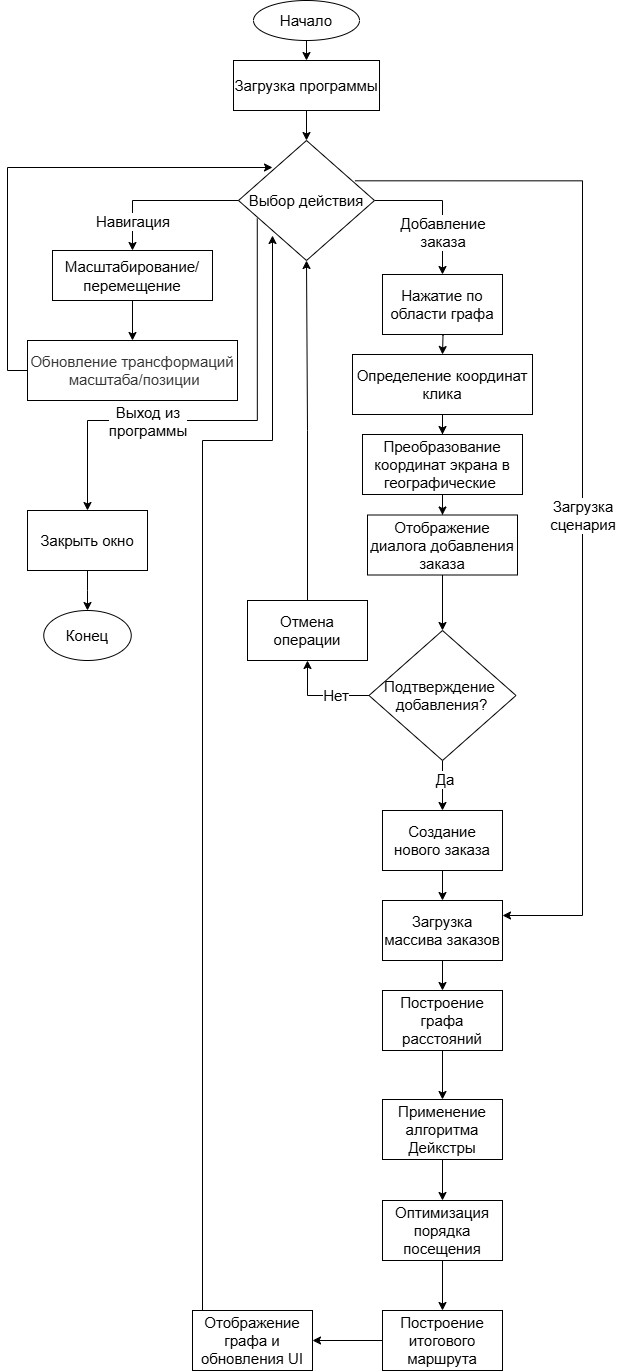 Начало
Загрузка программы
Выбор действия
Навигация
Добавление
заказа
Масштабирование/
перемещение
Нажатие по
области графа
Обновление трансформаций
масштаба/позиции
Определение координат
клика
Выход из
программы
Преобразование
координат экрана в
географические
Загрузка
сценария
Закрыть окно
Отображение
диалога добавления
заказа
Конец
Отмена
операции
Подтверждение
добавления?
Нет
Да
Создание
нового заказа
Загрузка
массива заказов
Построение
графа
расстояний
Применение
алгоритма
Дейкстры
Оптимизация
порядка
посещения
Отображение
графа и
обновления UI
Построение
итогового
маршрута